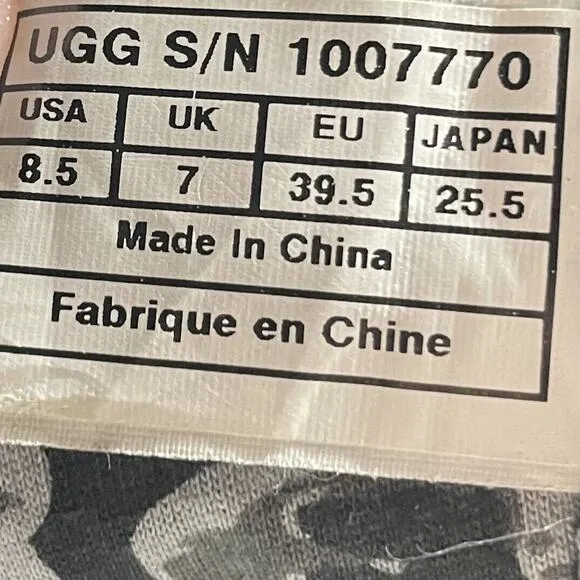 UGG S/N 1007770
USA UK EU JAPAN
8.5 7 39.5 25.5
Made In China
Fabrique en Chine